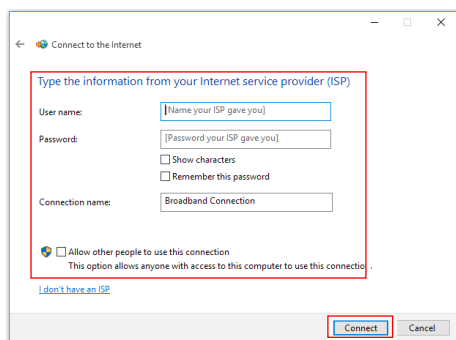 Connect to the Internet
Type the information from your Internet service provider (ISP)
User name:
[Name your ISP gave you]
Password:
[Password your ISP gave you]
Show characters
Remember this password
Connection name:
Broadband Connection
Allow other people to use this connection
This option allows anyone with access to this computer to use this connection.
I don't have an ISP
Connect
Cancel